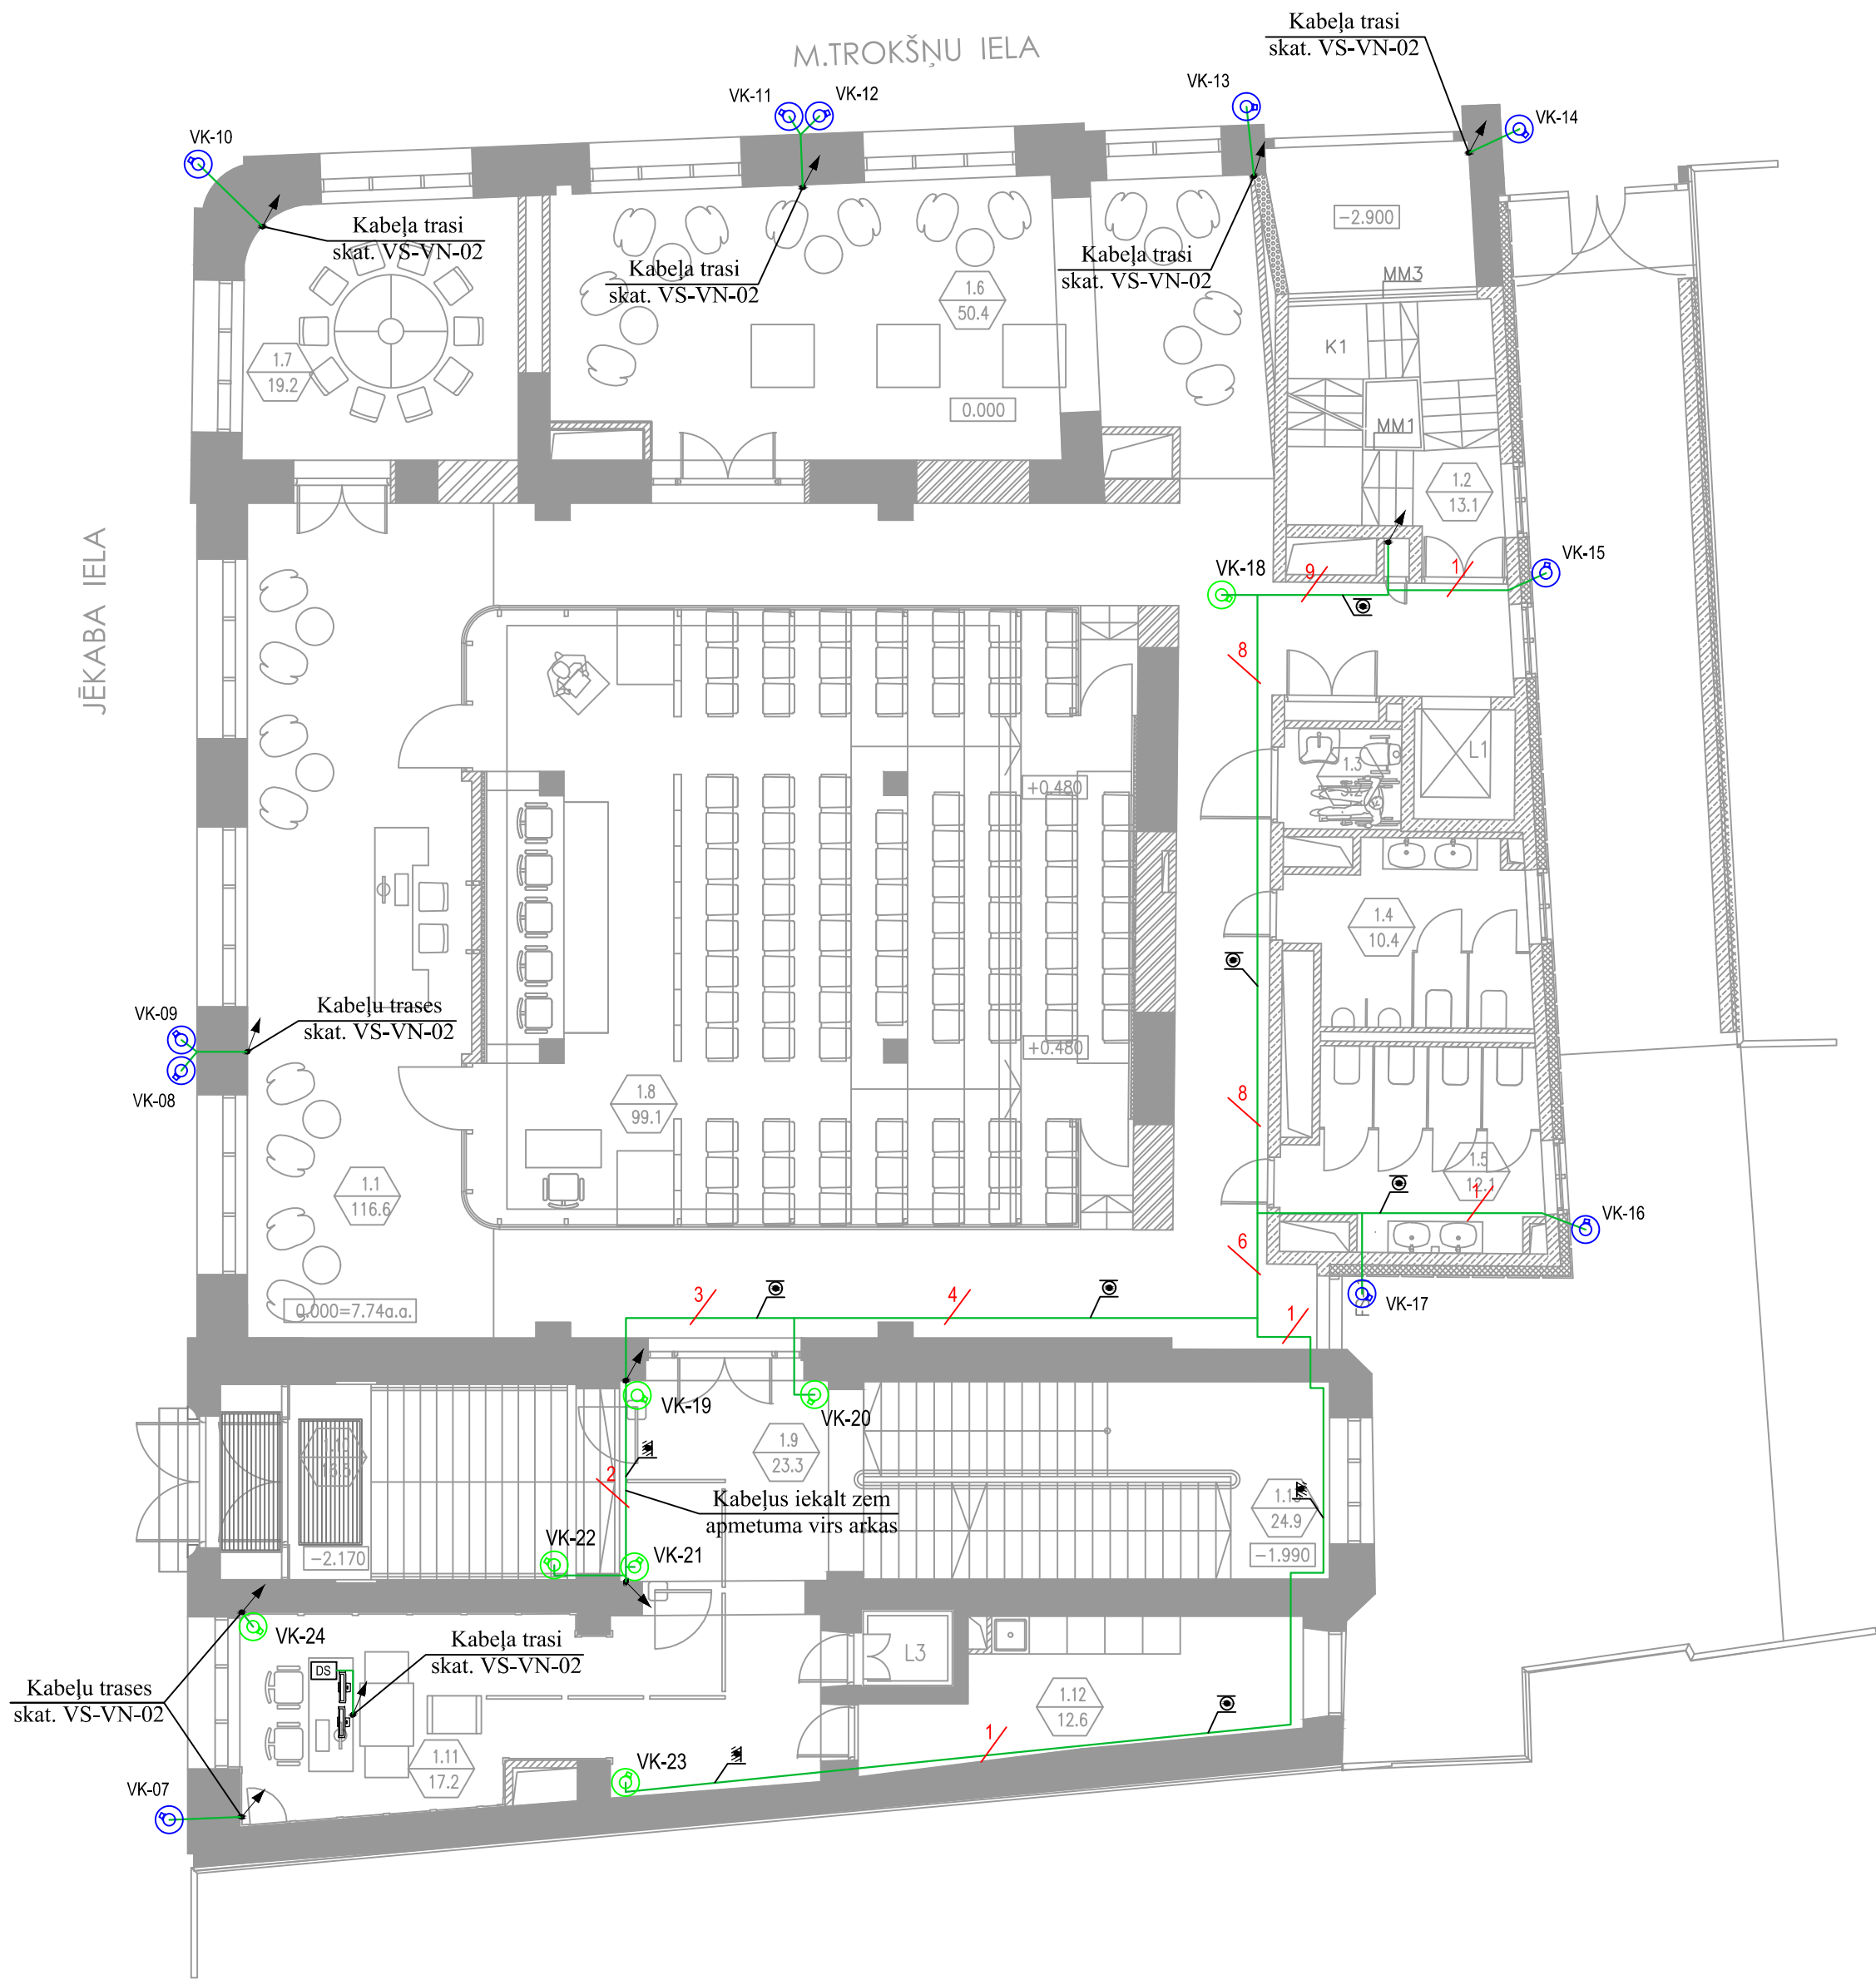 M.TROKŠŅU IELA
Kabeļa trasi
skat. VS-VN-02
VK-10
VK-11
VK-12
VK-13
VK-14
Kabeļa trasi
skat. VS-VN-02
Kabeļa trasi
skat. VS-VN-02
Kabeļa trasi
skat. VS-VN-02
-2.900
MM3
1.6
50.4
K1
1.7
19.2
0.000
MM1
1.2
13.1
JĒKABA IELA
VK-18
9
1
VK-15
8
L1
1.3
+0.480
1.4
10.4
VK-09
Kabeļu trases
skat. VS-VN-02
VK-08
+0.480
1.8
99.1
8
1.5
12.1
1
1.1
116.6
VK-16
6
0.000=7.74a.a.
3
4
1
VK-17
VK-19
VK-20
1.9
23.3
2
Kabeļus iekalt zem
apmetuma virs arkas
24.9
-2.170
VK-22
VK-21
-1.990
VK-24
Kabeļa trasi
skat. VS-VN-02
DS
L3
Kabeļu trases
skat. VS-VN-02
1.12
12.6
1
1.11
17.2
VK-23
VK-07